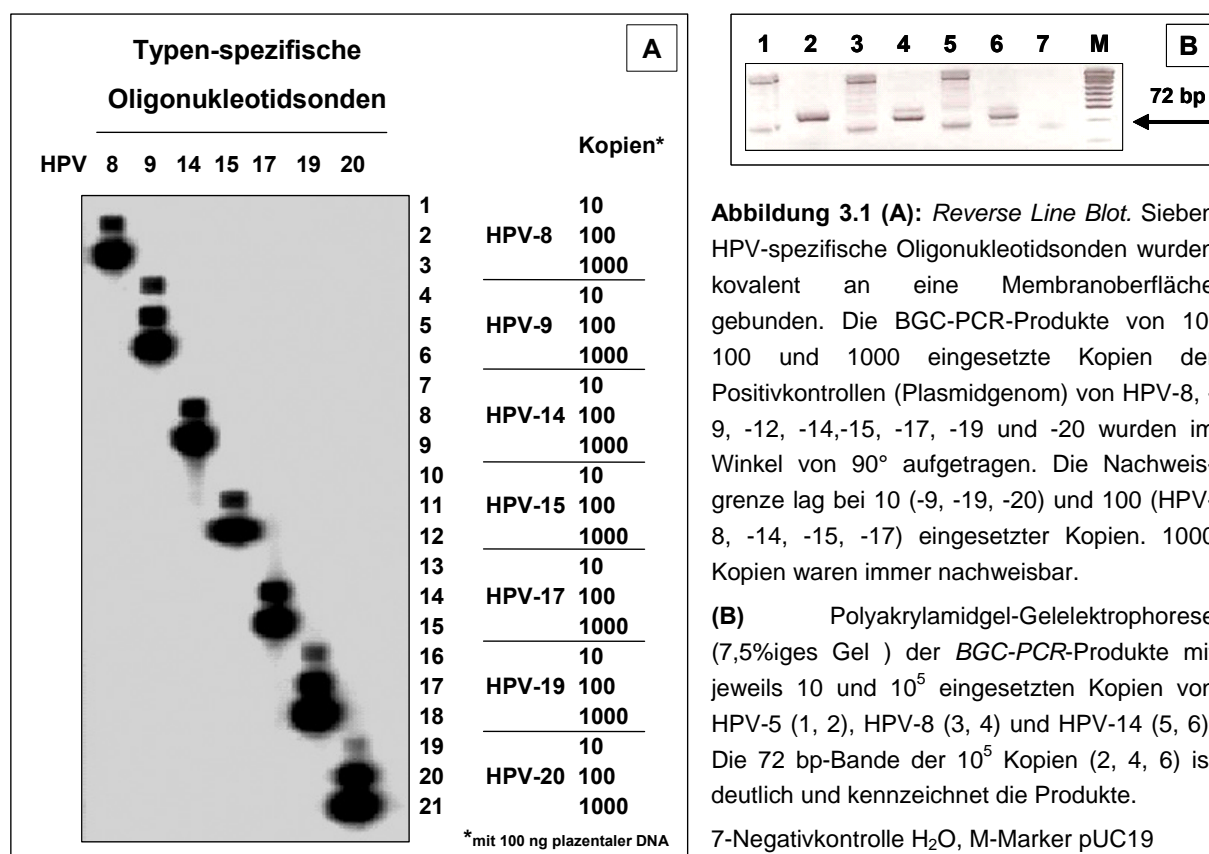 Typen-spezifische
Oligonukleotidsonden
A
Kopien*
HPV 8 9 14 15 17 19 20
1 10
2 HPV-8 100
3 1000
4 10
5 HPV-9 100
6 1000
7 10
8 HPV-14 100
9 1000
10 10
11 HPV-15 100
12 1000
13 10
14 HPV-17 100
15 1000
16 10
17 HPV-19 100
18 1000
19 10
20 HPV-20 100
21 1000
*mit 100 ng plazentaler DNA
1 2 3 4 5 6 7 M B
72 bp
Abbildung 3.1 (A): Reverse Line Blot. Sieben
HPV-spezifische Oligonukleotidsonden wurden
kovalent an eine Membranoberfläche
gebunden. Die BGC-PCR-Produkte von 10,
100 und 1000 eingesetzte Kopien der
Positivkontrollen (Plasmidgenom) von HPV-8, -
9, -12, -14,-15, -17, -19 und -20 wurden im
Winkel von 90° aufgetragen. Die Nachweis-
grenze lag bei 10 (-9, -19, -20) und 100 (HPV-
8, -14, -15, -17) eingesetzter Kopien. 1000
Kopien waren immer nachweisbar.
(B) Polyakrylamidgel-Gelelektrophorese
(7,5%iges Gel ) der BGC-PCR-Produkte mit
jeweils 10 und 10⁵ eingesetzten Kopien von
HPV-5 (1, 2), HPV-8 (3, 4) und HPV-14 (5, 6)
Die 72 bp-Bande der 10⁵ Kopien (2, 4, 6) ist
deutlich und kennzeichnet die Produkte.
7-Negativkontrolle H₂O, M-Marker pUC19